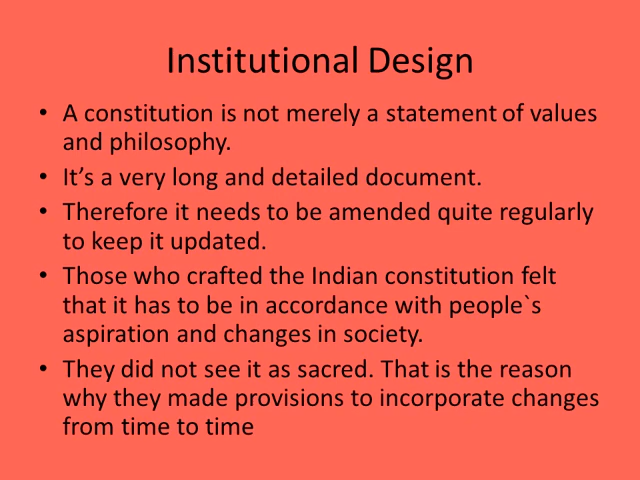 Institutional Design
• A constitution is not merely a statement of values
and philosophy.
• It’s a very long and detailed document.
• Therefore it needs to be amended quite regularly
to keep it updated.
• Those who crafted the Indian constitution felt
that it has to be in accordance with people`s
aspiration and changes in society.
• They did not see it as sacred. That is the reason
why they made provisions to incorporate changes
from time to time